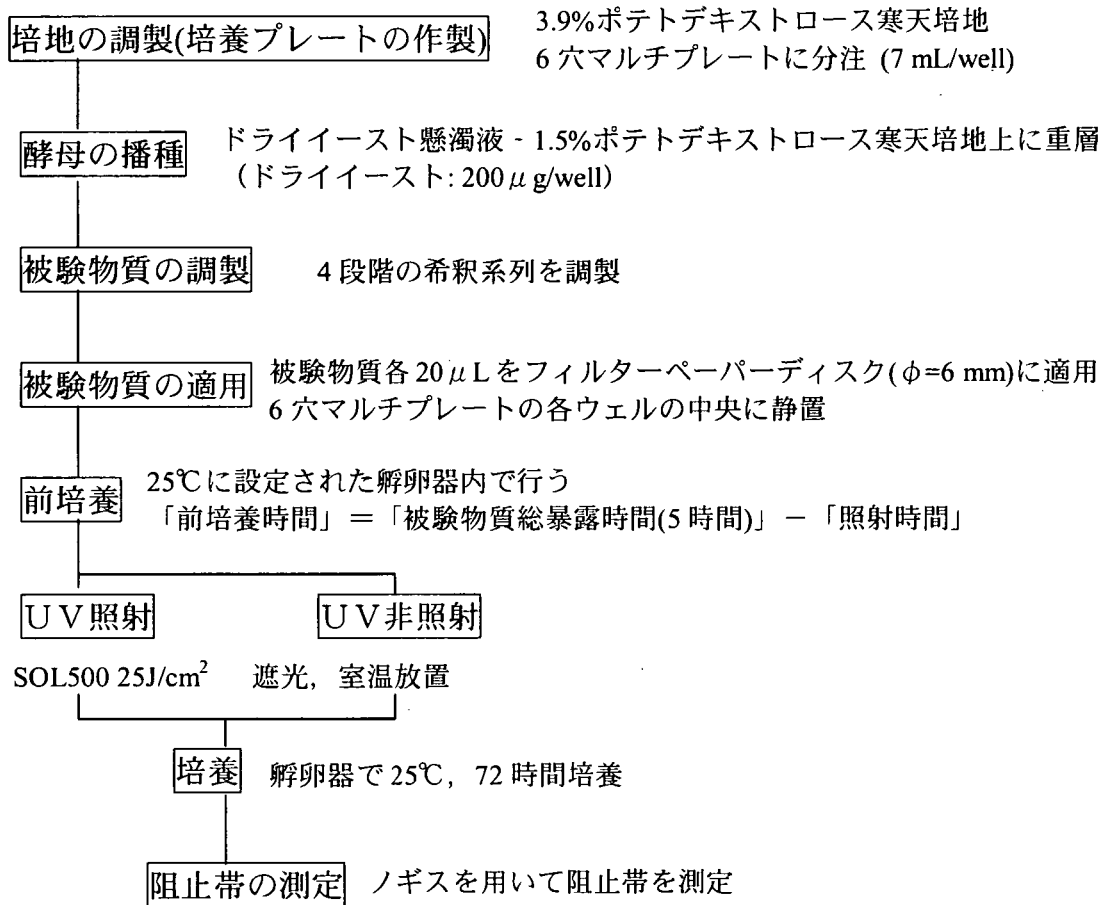 培地の調製(培養プレートの作製)
3.9%ポテトデキストロース寒天培地
6穴マルチプレートに分注 (7 mL/well)
酵母の播種
ドライイースト懸濁液 - 1.5%ポテトデキストロース寒天培地上に重層
（ドライイースト: 200μg/well）
被験物質の調製
4段階の希釈系列を調製
被験物質の適用
被験物質各20μLをフィルターペーパーディスク(φ=6 mm)に適用
6穴マルチプレートの各ウェルの中央に静置
前培養
25℃に設定された孵卵器内で行う
「前培養時間」＝「被験物質総暴露時間(5時間)」－「照射時間」
ＵＶ照射
ＵＶ非照射
SOL500 25J/cm²
遮光，室温放置
培養
孵卵器で25℃，72時間培養
阻止帯の測定
ノギスを用いて阻止帯を測定